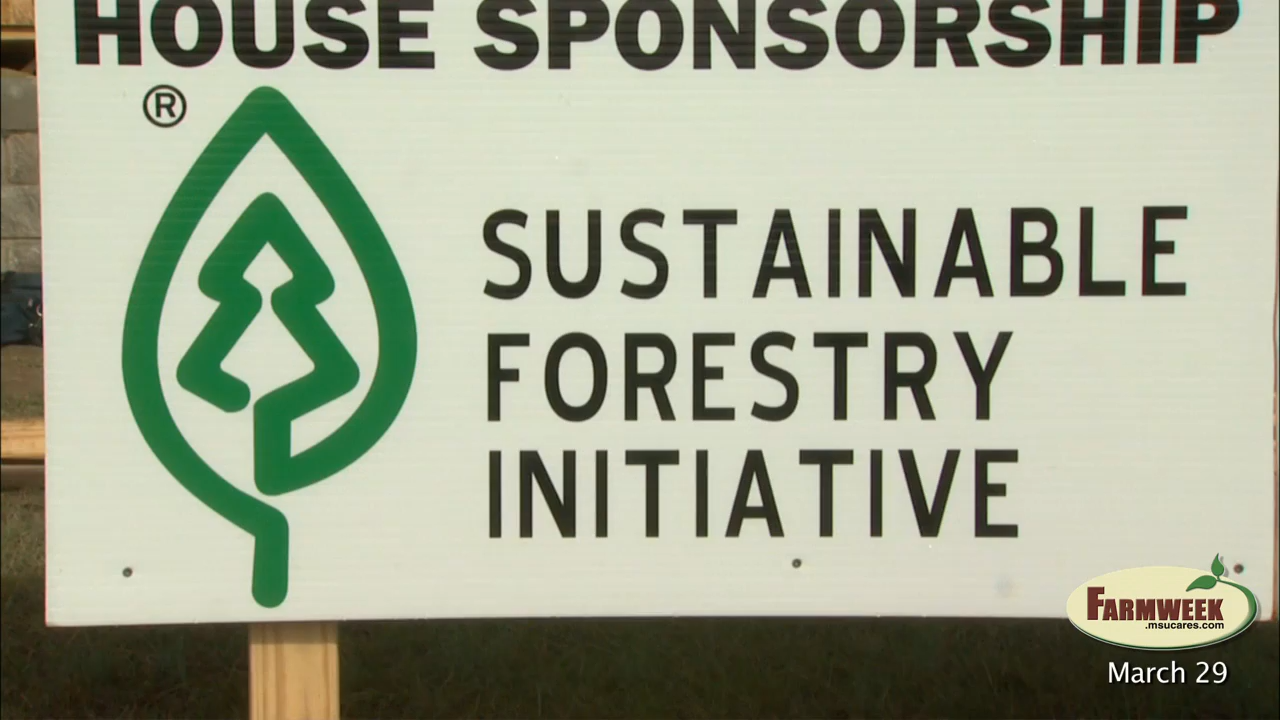 HOUSE SPONSORSHIP
®
SUSTAINABLE
FORESTRY
INITIATIVE
FARMWEEK
.msucares.com
March 29